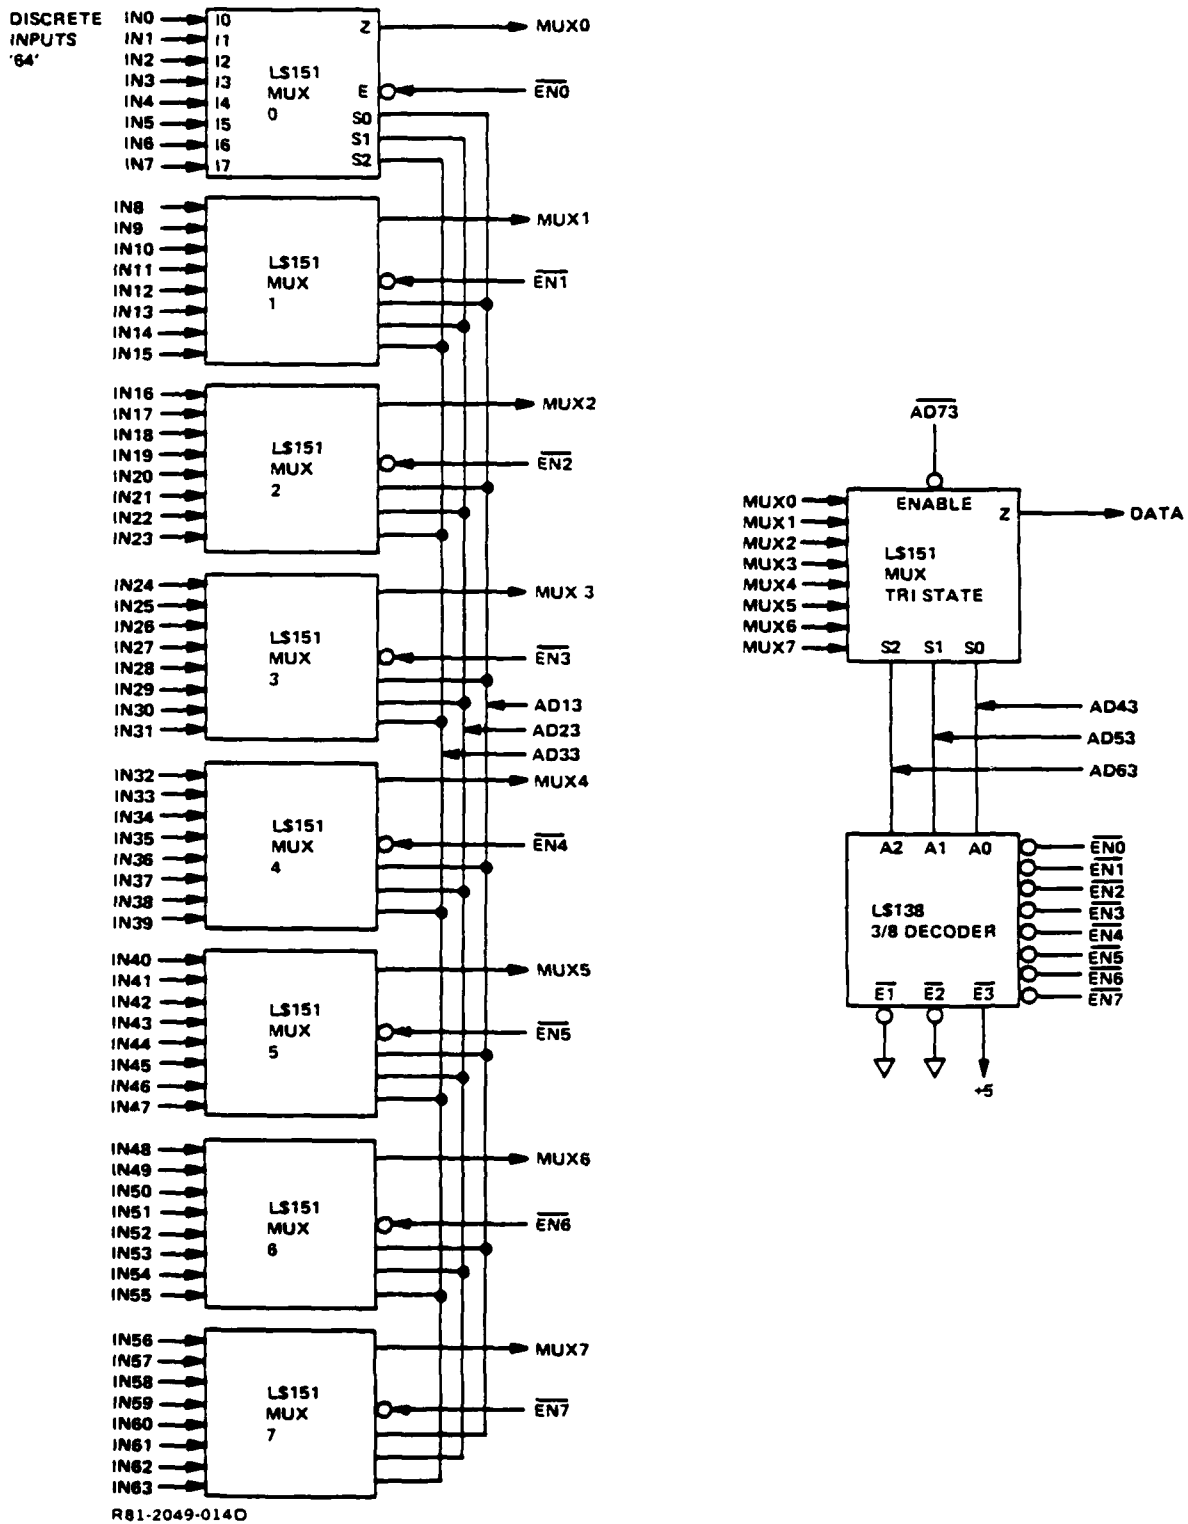 DISCRETE
INPUTS
'64'
IN0
IN1
IN2
IN3
IN4
IN5
IN6
IN7
I0
I1
I2
I3
I4
I5
I6
I7
LS151
MUX
0
Z
E
S0
S1
S2
MUX0
EN0
IN8
IN9
IN10
IN11
IN12
IN13
IN14
IN15
LS151
MUX
1
MUX1
EN1
IN16
IN17
IN18
IN19
IN20
IN21
IN22
IN23
LS151
MUX
2
MUX2
EN2
IN24
IN25
IN26
IN27
IN28
IN29
IN30
IN31
LS151
MUX
3
MUX 3
EN3
AD13
AD23
AD33
IN32
IN33
IN34
IN35
IN36
IN37
IN38
IN39
LS151
MUX
4
MUX4
EN4
IN40
IN41
IN42
IN43
IN44
IN45
IN46
IN47
LS151
MUX
5
MUX5
EN5
IN48
IN49
IN50
IN51
IN52
IN53
IN54
IN55
LS151
MUX
6
MUX6
EN6
IN56
IN57
IN58
IN59
IN60
IN61
IN62
IN63
LS151
MUX
7
MUX7
EN7
R81-2049-014D
AD73
MUX0
MUX1
MUX2
MUX3
MUX4
MUX5
MUX6
MUX7
ENABLE
Z
LS151
MUX
TRI STATE
S2 S1 S0
DATA
AD43
AD53
AD63
A2 A1 A0
LS138
3/8 DECODER
E1 E2 E3
EN0
EN1
EN2
EN3
EN4
EN5
EN6
EN7
+5